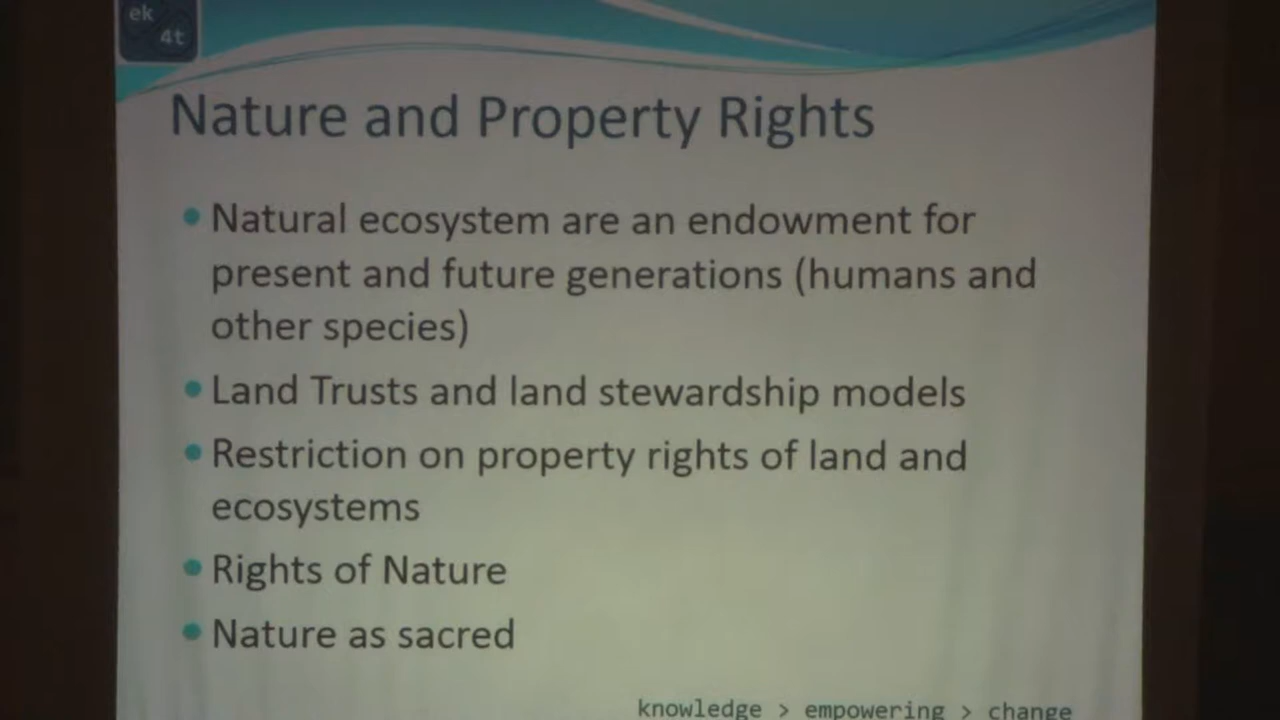 ek
4t
Nature and Property Rights
Natural ecosystem are an endowment for
present and future generations (humans and
other species)
Land Trusts and land stewardship models
Restriction on property rights of land and
ecosystems
Rights of Nature
Nature as sacred
knowledge > empowering > change